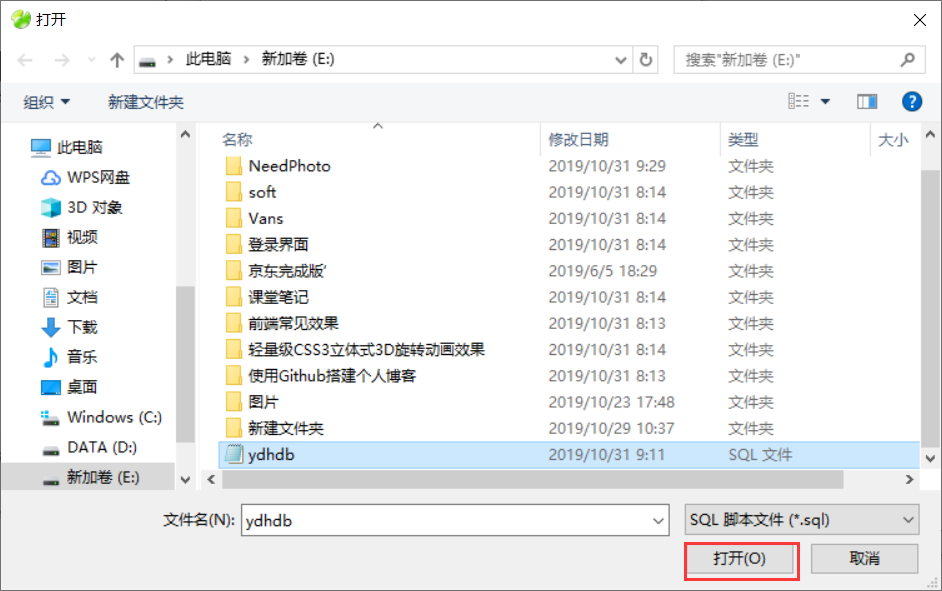 打开
此电脑 新加卷 (E:)
搜索"新加卷 (E:)"
组织 新建文件夹
此电脑
WPS网盘
3D 对象
视频
图片
文档
下载
音乐
桌面
Windows (C:)
DATA (D:)
新加卷 (E:)
名称 修改日期 类型 大小
NeedPhoto 2019/10/31 9:29 文件夹
soft 2019/10/31 8:14 文件夹
Vans 2019/10/31 8:14 文件夹
登录界面 2019/10/31 8:14 文件夹
京东完成版' 2019/6/5 18:29 文件夹
课堂笔记 2019/10/31 8:14 文件夹
前端常见效果 2019/10/31 8:13 文件夹
轻量级CSS3立体式3D旋转动画效果 2019/10/31 8:14 文件夹
使用Github搭建个人博客 2019/10/31 8:13 文件夹
图片 2019/10/23 17:48 文件夹
新建文件夹 2019/10/29 10:37 文件夹
ydhdb 2019/10/31 9:11 SQL 文件
文件名(N): ydhdb SQL 脚本文件 (*.sql)
打开(O) 取消